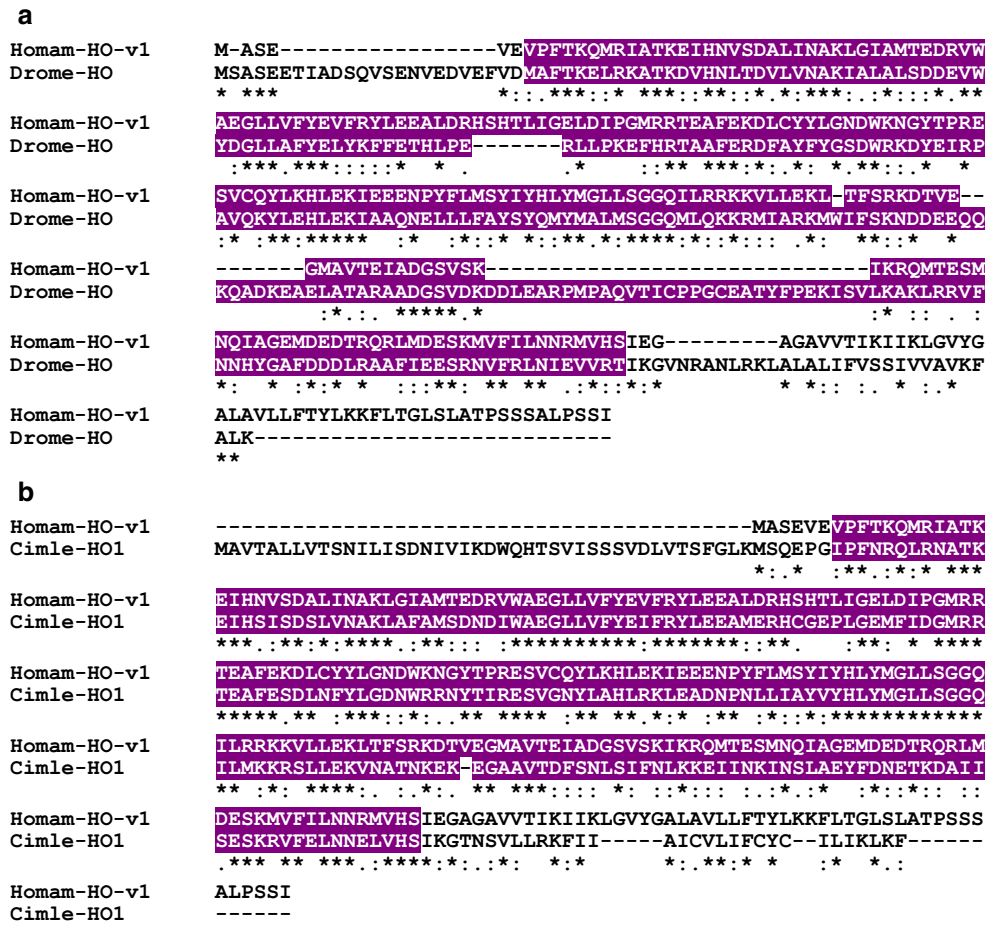 a
Homam-HO-v1 M-ASE-----------------VEVPFTKQMRIATKEIHNVSDALINAKLGIAMTEDRVW
Drome-HO MSASEETIADSQVSENVEDVEFVDMAFTKELRKATKDVHNLTDVLVNAKIALALSDDEVW
* *** *:::.***::* ***::**::**.*:***:.:*:::*.**
Homam-HO-v1 AEGLLVFYEVFRYLEEALDRHSHTLIGELDIPGMRRTEAFEKDLCYYLGNDWKNGYTPRE
Drome-HO YDGLLAFYELYKFFETHLPE-------RLLPKEFHRTAAFERDFAYFYGSDWRDYEIRP
:***.***:::::* * . .* ::** ***:*:.*: *.**:: * *
Homam-HO-v1 SVCQYLKHLEKIEEENPYFLMSYIYHLYMGLLSGGQILRRKKVLLEKL-TFSRKDTVE--
Drome-HO AVQKYLEHLEKIAAQNELLLFAYSYQMYMALMSGGQMLQKKRMIARKMWIFSKNDDEEQQ
:* :**:***** :* :*::* *::**.*:****:*::*::: .*: **::* *
Homam-HO-v1 -------GMAVTEIADGSVSK------------------------------IKRQMTESM
Drome-HO KQADKEAELATARAADGSVDKDDLEARPMPAQVTICPPGCEATYFPEKISVLKAKLRRVF
:*.:. *****.* :* :: . :
Homam-HO-v1 NQIAGEMDEDTRQRLMDESKMVFILNNRMVHSIEG---------AGAVVTIKIIKLGVYG
Drome-HO NNHYGAFDDDLRAAFIEESRNVFRLNIEVVRTIKGVNRANLRKLALALIFVSSIVVAVKF
*: * :*:* * :::**: ** ** .:*::*:* * *:: :. * :.*
Homam-HO-v1 ALAVLLFTYLKKFLTGLSLATPSSSALPSSI
Drome-HO ALK----------------------------
**
b
Homam-HO-v1 ------------------------------------------MASEVEVPFTKQMRIATK
Cimle-HO1 MAVTALLVTSNILISDNIVIKDWQHTSVISSSVDLVTSFGLKMSQEPGIPFNRQLRNATK
*:.* :**.:*:* ***
Homam-HO-v1 EIHNVSDALINAKLGIAMTEDRVWAEGLLVFYEVFRYLEEALDRHSHTLIGELDIPGMRR
Cimle-HO1 EIHSISDSLVNAKLAFAMSDNDIWAEGLLVFYEIFRYLEEAMERHCGEPLGEMFIDGMRR
***.:**:*:****.:**::: :**********:*******::**. :**: * ****
Homam-HO-v1 TEAFEKDLCYYLGNDWKNGYTPRESVCQYLKHLEKIEEENPYFLMSYIYHLYMGLLSGGQ
Cimle-HO1 TEAFESDLNFYLGDNWRRNYTIRESVGNYLAHLRKLEADNPNLLIAYVYHLYMGLLSGGQ
*****.** :***::*:..** **** :** **.*:* :** :*::*:************
Homam-HO-v1 ILRRKKVLLEKLTFSRKDTVEGMAVTEIADGSVSKIKRQMTESMNQIAGEMDEDTRQRLM
Cimle-HO1 ILMKKRSLLEKVNATNKEK-EGAAVTDFSNLSIFNLKKEIINKINSLAEYFDNETKDAII
** :*: ****:. :.*:. ** ***:::: *: ::*::: :.:*.:* :*::*:: ::
Homam-HO-v1 DESKMVFILNNRMVHSIEGAGAVVTIKIIKLGVYGALAVLLFTYLKKFLTGLSLATPSSS
Cimle-HO1 SESKRVFELNNELVHSIKGTNSVLLRKFII-----AICVLIFCYC--ILIKLKF------
.*** ** ***.:****:*:.:*: *: *:.**:* * :* *.:
Homam-HO-v1 ALPSSI
Cimle-HO1 ------